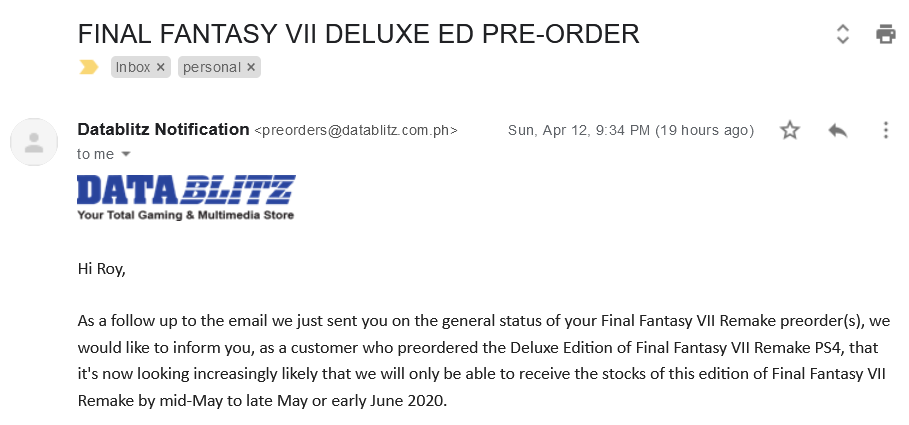 FINAL FANTASY VII DELUXE ED PRE-ORDER
Inbox × personal ×
Datablitz Notification <preorders@datablitz.com.ph> Sun, Apr 12, 9:34 PM (19 hours ago)
to me
DATABLITZ
Your Total Gaming & Multimedia Store
Hi Roy,
As a follow up to the email we just sent you on the general status of your Final Fantasy VII Remake preorder(s), we
would like to inform you, as a customer who preordered the Deluxe Edition of Final Fantasy VII Remake PS4, that
it's now looking increasingly likely that we will only be able to receive the stocks of this edition of Final Fantasy VII
Remake by mid-May to late May or early June 2020.